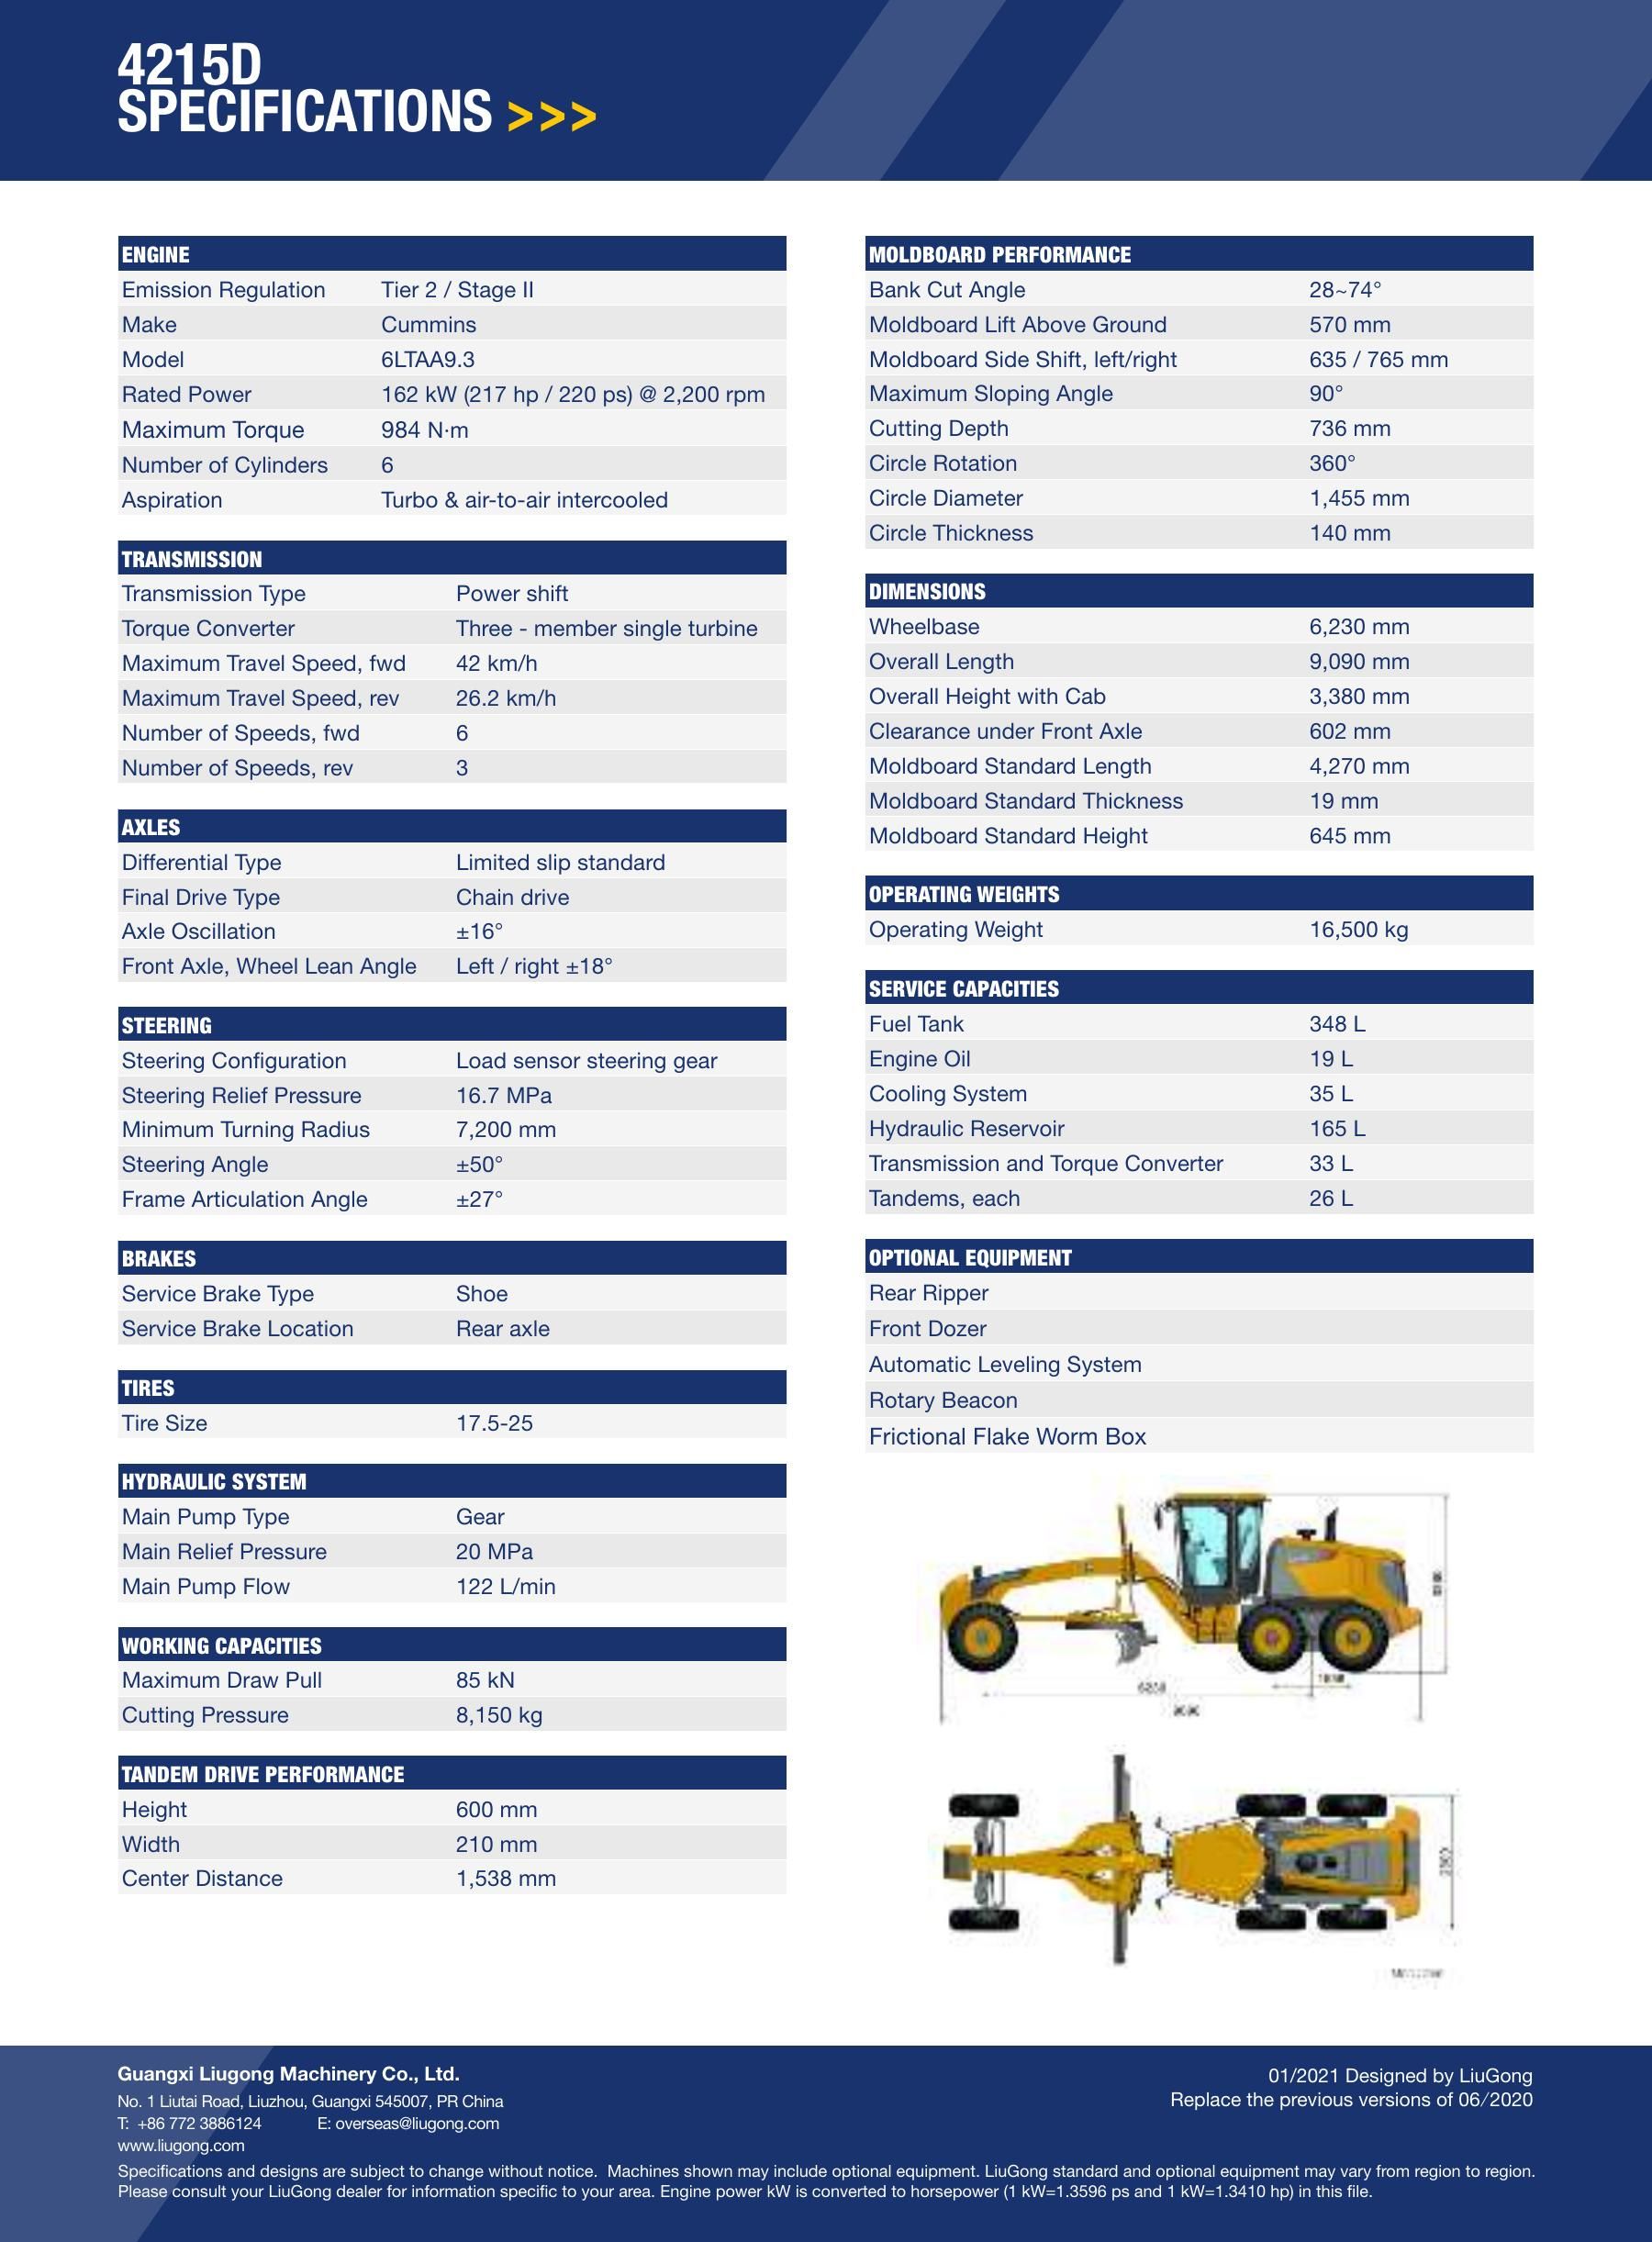 4215D
SPECIFICATIONS >>>
ENGINE
Emission Regulation Tier 2 / Stage II
Make Cummins
Model 6LTAA9.3
Rated Power 162 kW (217 hp / 220 ps) @ 2,200 rpm
Maximum Torque 984 N·m
Number of Cylinders 6
Aspiration Turbo & air-to-air intercooled
TRANSMISSION
Transmission Type Power shift
Torque Converter Three - member single turbine
Maximum Travel Speed, fwd 42 km/h
Maximum Travel Speed, rev 26.2 km/h
Number of Speeds, fwd 6
Number of Speeds, rev 3
AXLES
Differential Type Limited slip standard
Final Drive Type Chain drive
Axle Oscillation ±16°
Front Axle, Wheel Lean Angle Left / right ±18°
STEERING
Steering Configuration Load sensor steering gear
Steering Relief Pressure 16.7 MPa
Minimum Turning Radius 7,200 mm
Steering Angle ±50°
Frame Articulation Angle ±27°
BRAKES
Service Brake Type Shoe
Service Brake Location Rear axle
TIRES
Tire Size 17.5-25
HYDRAULIC SYSTEM
Main Pump Type Gear
Main Relief Pressure 20 MPa
Main Pump Flow 122 L/min
WORKING CAPACITIES
Maximum Draw Pull 85 kN
Cutting Pressure 8,150 kg
TANDEM DRIVE PERFORMANCE
Height 600 mm
Width 210 mm
Center Distance 1,538 mm
MOLDBOARD PERFORMANCE
Bank Cut Angle 28~74°
Moldboard Lift Above Ground 570 mm
Moldboard Side Shift, left/right 635 / 765 mm
Maximum Sloping Angle 90°
Cutting Depth 736 mm
Circle Rotation 360°
Circle Diameter 1,455 mm
Circle Thickness 140 mm
DIMENSIONS
Wheelbase 6,230 mm
Overall Length 9,090 mm
Overall Height with Cab 3,380 mm
Clearance under Front Axle 602 mm
Moldboard Standard Length 4,270 mm
Moldboard Standard Thickness 19 mm
Moldboard Standard Height 645 mm
OPERATING WEIGHTS
Operating Weight 16,500 kg
SERVICE CAPACITIES
Fuel Tank 348 L
Engine Oil 19 L
Cooling System 35 L
Hydraulic Reservoir 165 L
Transmission and Torque Converter 33 L
Tandems, each 26 L
OPTIONAL EQUIPMENT
Rear Ripper
Front Dozer
Automatic Leveling System
Rotary Beacon
Frictional Flake Worm Box
Guangxi Liugong Machinery Co., Ltd.
No. 1 Liutai Road, Liuzhou, Guangxi 545007, PR China
T: +86 772 3886124 E: overseas@liugong.com
www.liugong.com
01/2021 Designed by LiuGong
Replace the previous versions of 06/2020
Specifications and designs are subject to change without notice. Machines shown may include optional equipment. LiuGong standard and optional equipment may vary from region to region.
Please consult your LiuGong dealer for information specific to your area. Engine power kW is converted to horsepower (1 kW=1.3596 ps and 1 kW=1.3410 hp) in this file.